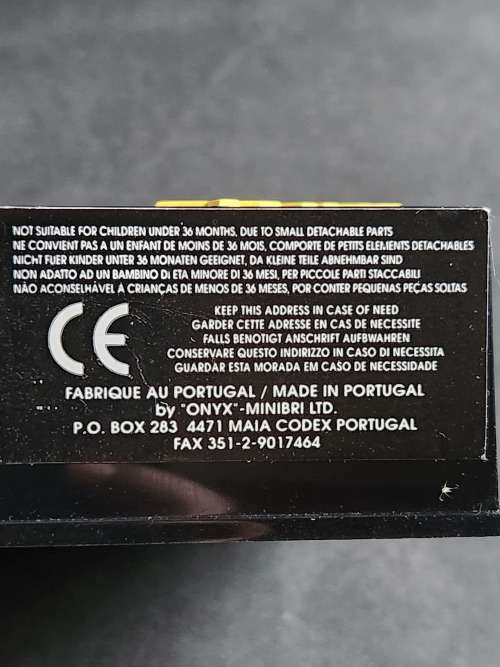 NOT SUITABLE FOR CHILDREN UNDER 36 MONTHS, DUE TO SMALL DETACHABLE PARTS
NE CONVIENT PAS A UN ENFANT DE MOINS DE 36 MOIS, COMPORTE DE PETITS ELEMENTS DETACHABLES
NICHT FUER KINDER UNTER 36 MONATEN GEEIGNET, DA KLEINE TEILE ABNEHMBAR SIND
NON ADATTO AD UN BAMBINO DI ETA MINORE DI 36 MESI, PER PICCOLE PARTI STACCABILI
NÃO ACONSELHÁVEL A CRIANÇAS DE MENOS DE 36 MESES, POR CONTER PEQUENAS PEÇAS SOLTAS
CE
KEEP THIS ADDRESS IN CASE OF NEED
GARDER CETTE ADRESSE EN CAS DE NECESSITE
FALLS BENOTIGT ANSCHRIFT AUFBWAHREN
CONSERVARE QUESTO INDIRIZZO IN CASO DI NECESSITA
GUARDAR ESTA MORADA EM CASO DE NECESSIDADE
FABRIQUE AU PORTUGAL / MADE IN PORTUGAL
by "ONYX"-MINIBRI LTD.
P.O. BOX 283 4471 MAIA CODEX PORTUGAL
FAX 351-2-9017464